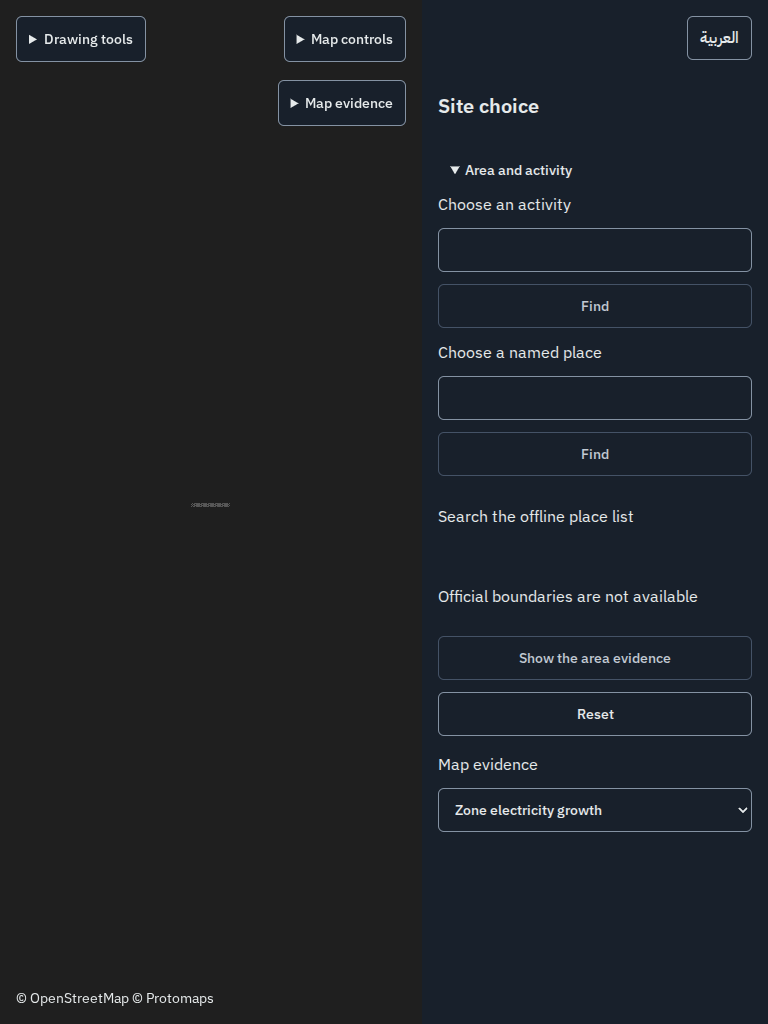 Drawing tools
Map controls
Map evidence
© OpenStreetMap © Protomaps
العربية
Site choice
Area and activity
Choose an activity
Find
Choose a named place
Find
Search the offline place list
Official boundaries are not available
Show the area evidence
Reset
Map evidence
Zone electricity growth